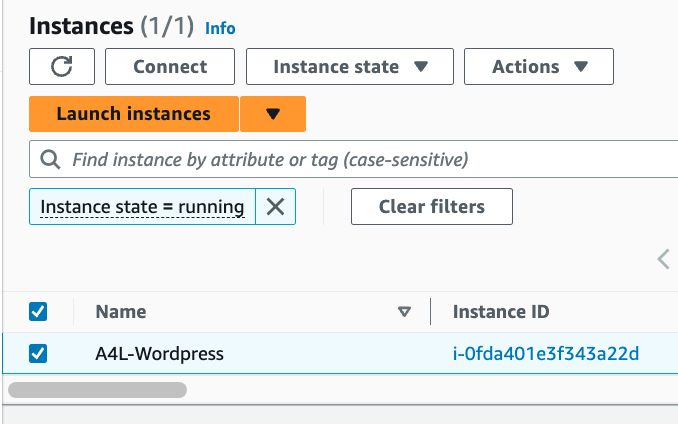 Instances (1/1) Info
Connect Instance state Actions
Launch instances
Find instance by attribute or tag (case-sensitive)
Instance state = running Clear filters
Name Instance ID
A4L-Wordpress i-0fda401e3f343a22d